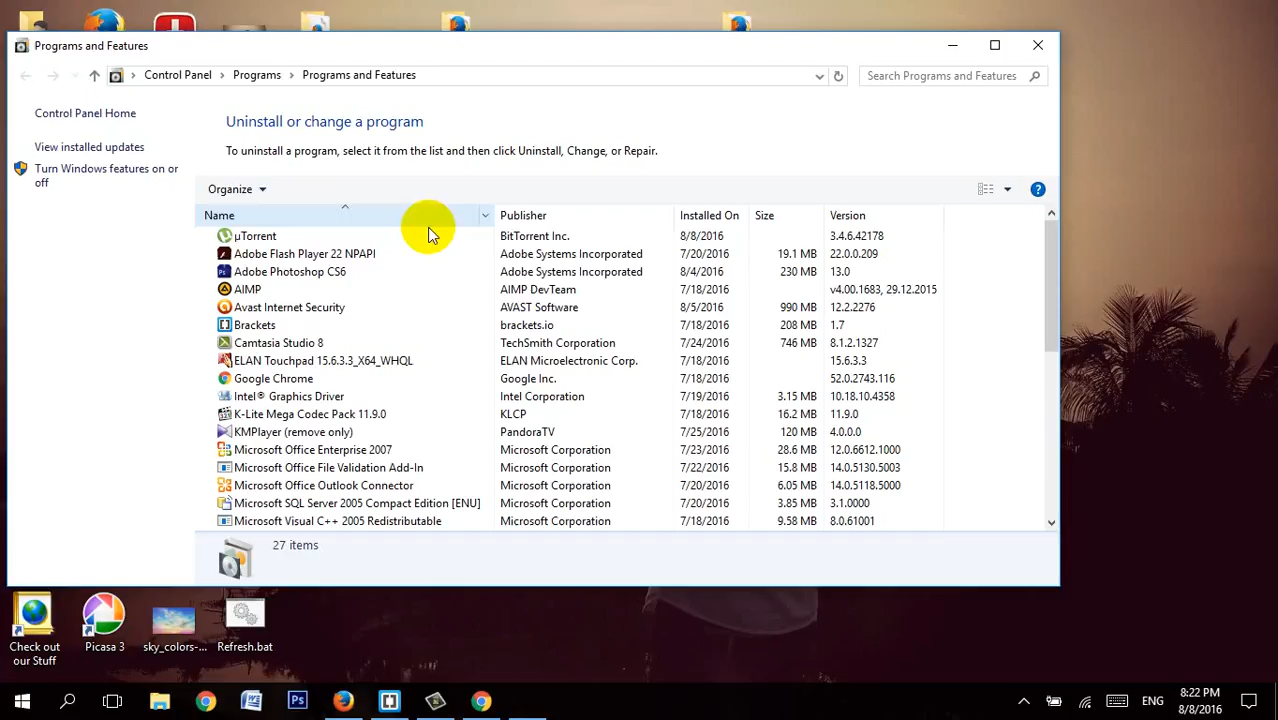 Programs and Features
Control Panel Programs Programs and Features
Search Programs and Features
Control Panel Home
View installed updates
Turn Windows features on or
off
Uninstall or change a program
To uninstall a program, select it from the list and then click Uninstall, Change, or Repair.
Organize
Name Publisher Installed On Size Version
µTorrent BitTorrent Inc. 8/8/2016 3.4.6.42178
Adobe Flash Player 22 NPAPI Adobe Systems Incorporated 7/20/2016 19.1 MB 22.0.0.209
Adobe Photoshop CS6 Adobe Systems Incorporated 8/4/2016 230 MB 13.0
AIMP AIMP DevTeam 7/18/2016 v4.00.1683, 29.12.2015
Avast Internet Security AVAST Software 8/5/2016 990 MB 12.2.2276
Brackets brackets.io 7/18/2016 208 MB 1.7
Camtasia Studio 8 TechSmith Corporation 7/24/2016 746 MB 8.1.2.1327
ELAN Touchpad 15.6.3.3_X64_WHQL ELAN Microelectronic Corp. 7/18/2016 15.6.3.3
Google Chrome Google Inc. 7/18/2016 52.0.2743.116
Intel® Graphics Driver Intel Corporation 7/19/2016 3.15 MB 10.18.10.4358
K-Lite Mega Codec Pack 11.9.0 KLCP 7/18/2016 16.2 MB 11.9.0
KMPlayer (remove only) PandoraTV 7/25/2016 120 MB 4.0.0.0
Microsoft Office Enterprise 2007 Microsoft Corporation 7/23/2016 28.6 MB 12.0.6612.1000
Microsoft Office File Validation Add-In Microsoft Corporation 7/22/2016 15.8 MB 14.0.5130.5003
Microsoft Office Outlook Connector Microsoft Corporation 7/20/2016 6.05 MB 14.0.5118.5000
Microsoft SQL Server 2005 Compact Edition [ENU] Microsoft Corporation 7/20/2016 3.85 MB 3.1.0000
Microsoft Visual C++ 2005 Redistributable Microsoft Corporation 7/18/2016 9.58 MB 8.0.61001
27 items
Check out
our Stuff
Picasa 3
sky_colors-...
Refresh.bat
Ps
ENG
8:22 PM
8/8/2016